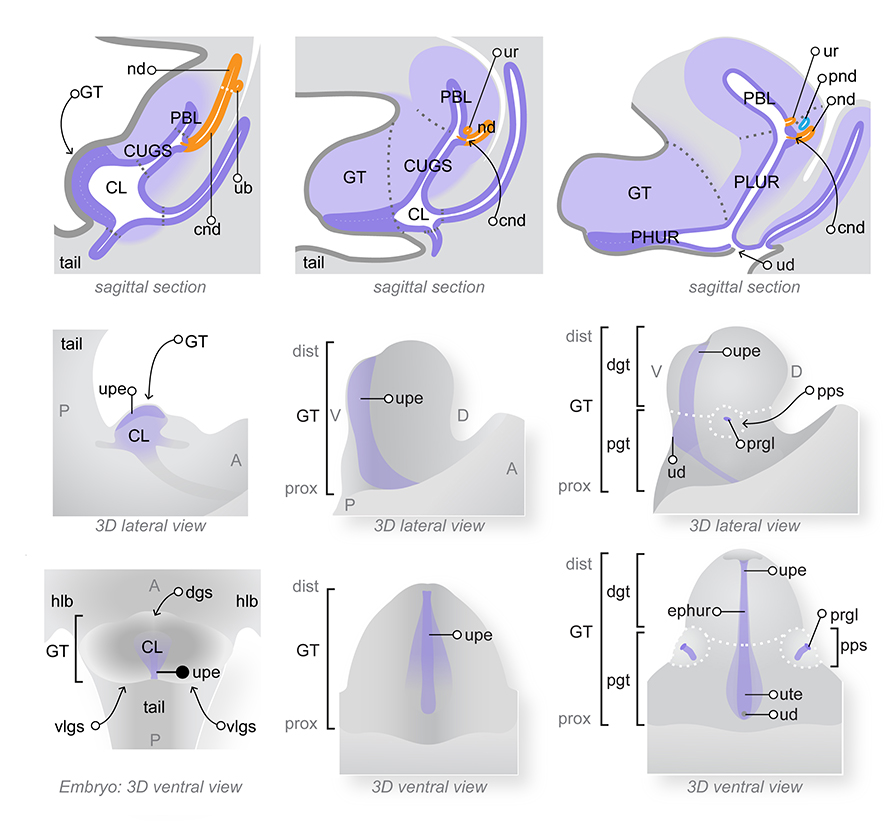 nd
GT
PBL
CUGS
CL
ub
cnd
tail
sagittal section
ur
PBL
nd
CUGS
GT
CL
cnd
tail
sagittal section
ur
pnd
nd
PBL
GT
PLUR
PHUR
cnd
ud
sagittal section
tail
GT
upe
P
CL
A
3D lateral view
dist
GT
V
upe
D
prox
P
A
3D lateral view
dist
dgt
upe
V
D
pps
GT
pgt
prgl
ud
prox
3D lateral view
A
dgs
hlb
hlb
GT
CL
upe
tail
vlgs
vlgs
P
Embryo: 3D ventral view
dist
GT
upe
prox
3D ventral view
dist
dgt
upe
ephur
prgl
GT
pps
pgt
ute
ud
prox
3D ventral view